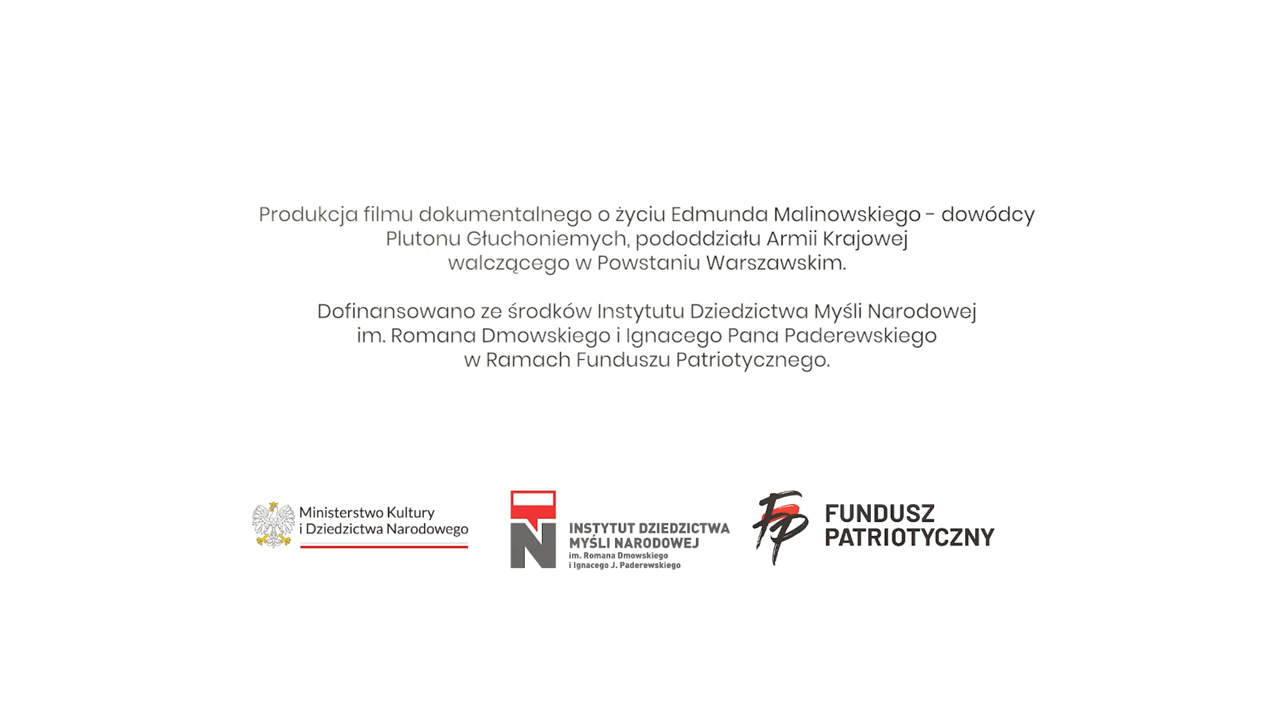 Produkcja filmu dokumentalnego o życiu Edmunda Malinowskiego - dowódcy
Plutonu Głuchoniemych, pododdziału Armii Krajowej
walczącego w Powstaniu Warszawskim.
Dofinansowano ze środków Instytutu Dziedzictwa Myśli Narodowej
im. Romana Dmowskiego i Ignacego Pana Paderewskiego
w Ramach Funduszu Patriotycznego.
Ministerstwo Kultury
i Dziedzictwa Narodowego
N
INSTYTUT DZIEDZICTWA
MYŚLI NARODOWEJ
im. Romana Dmowskiego
i Ignacego J. Paderewskiego
FP
FUNDUSZ
PATRIOTYCZNY